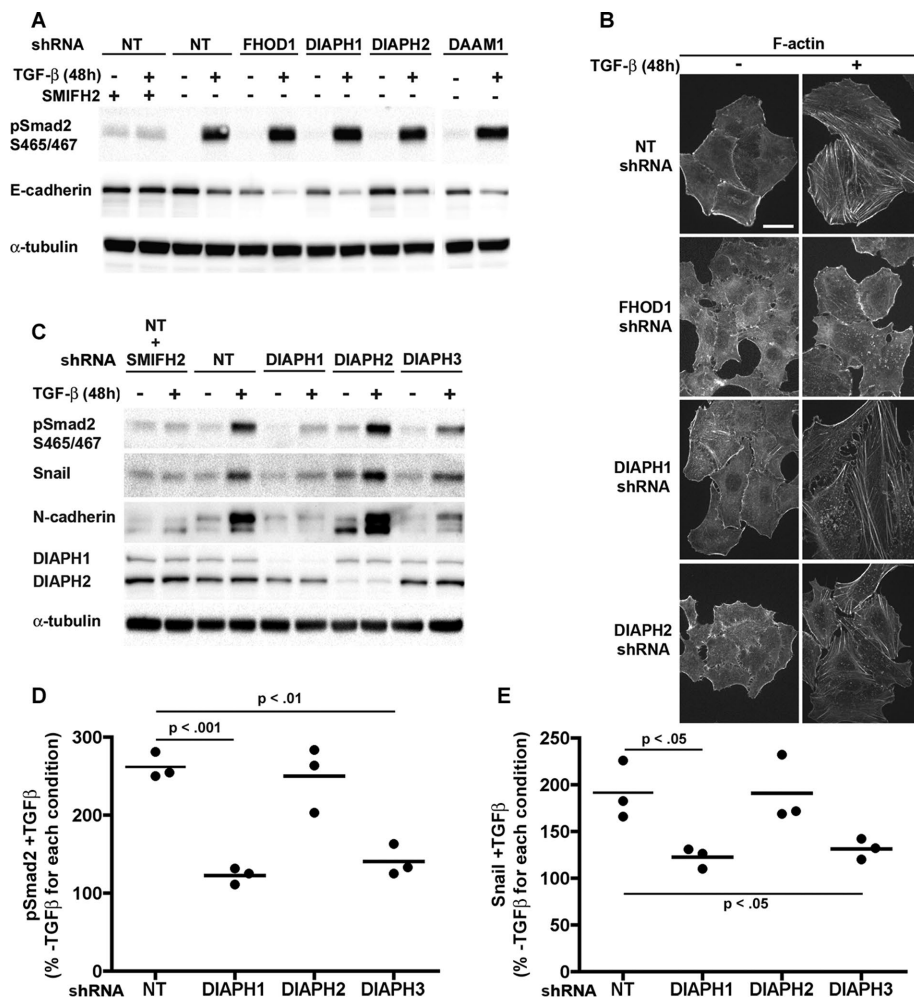 A
shRNA NT NT FHOD1 DIAPH1 DIAPH2 DAAM1
TGF-β (48h) - + - + - + - + - + - +
SMIFH2 + + - - - - - - - - - -
pSmad2
S465/467
E-cadherin
α-tubulin
B
F-actin
TGF-β (48h) - +
NT
shRNA
FHOD1
shRNA
DIAPH1
shRNA
DIAPH2
shRNA
C
NT
+
shRNA SMIFH2 NT DIAPH1 DIAPH2 DIAPH3
TGF-β (48h) - + - + - + - + - +
pSmad2
S465/467
Snail
N-cadherin
DIAPH1
DIAPH2
α-tubulin
D
p < .01
p < .001
pSmad2 +TGFβ
(% -TGFβ for each condition)
300
200
100
0
shRNA NT DIAPH1 DIAPH2 DIAPH3
E
p < .05
p < .05
Snail +TGFβ
(% -TGFβ for each condition)
250
200
150
100
50
0
shRNA NT DIAPH1 DIAPH2 DIAPH3